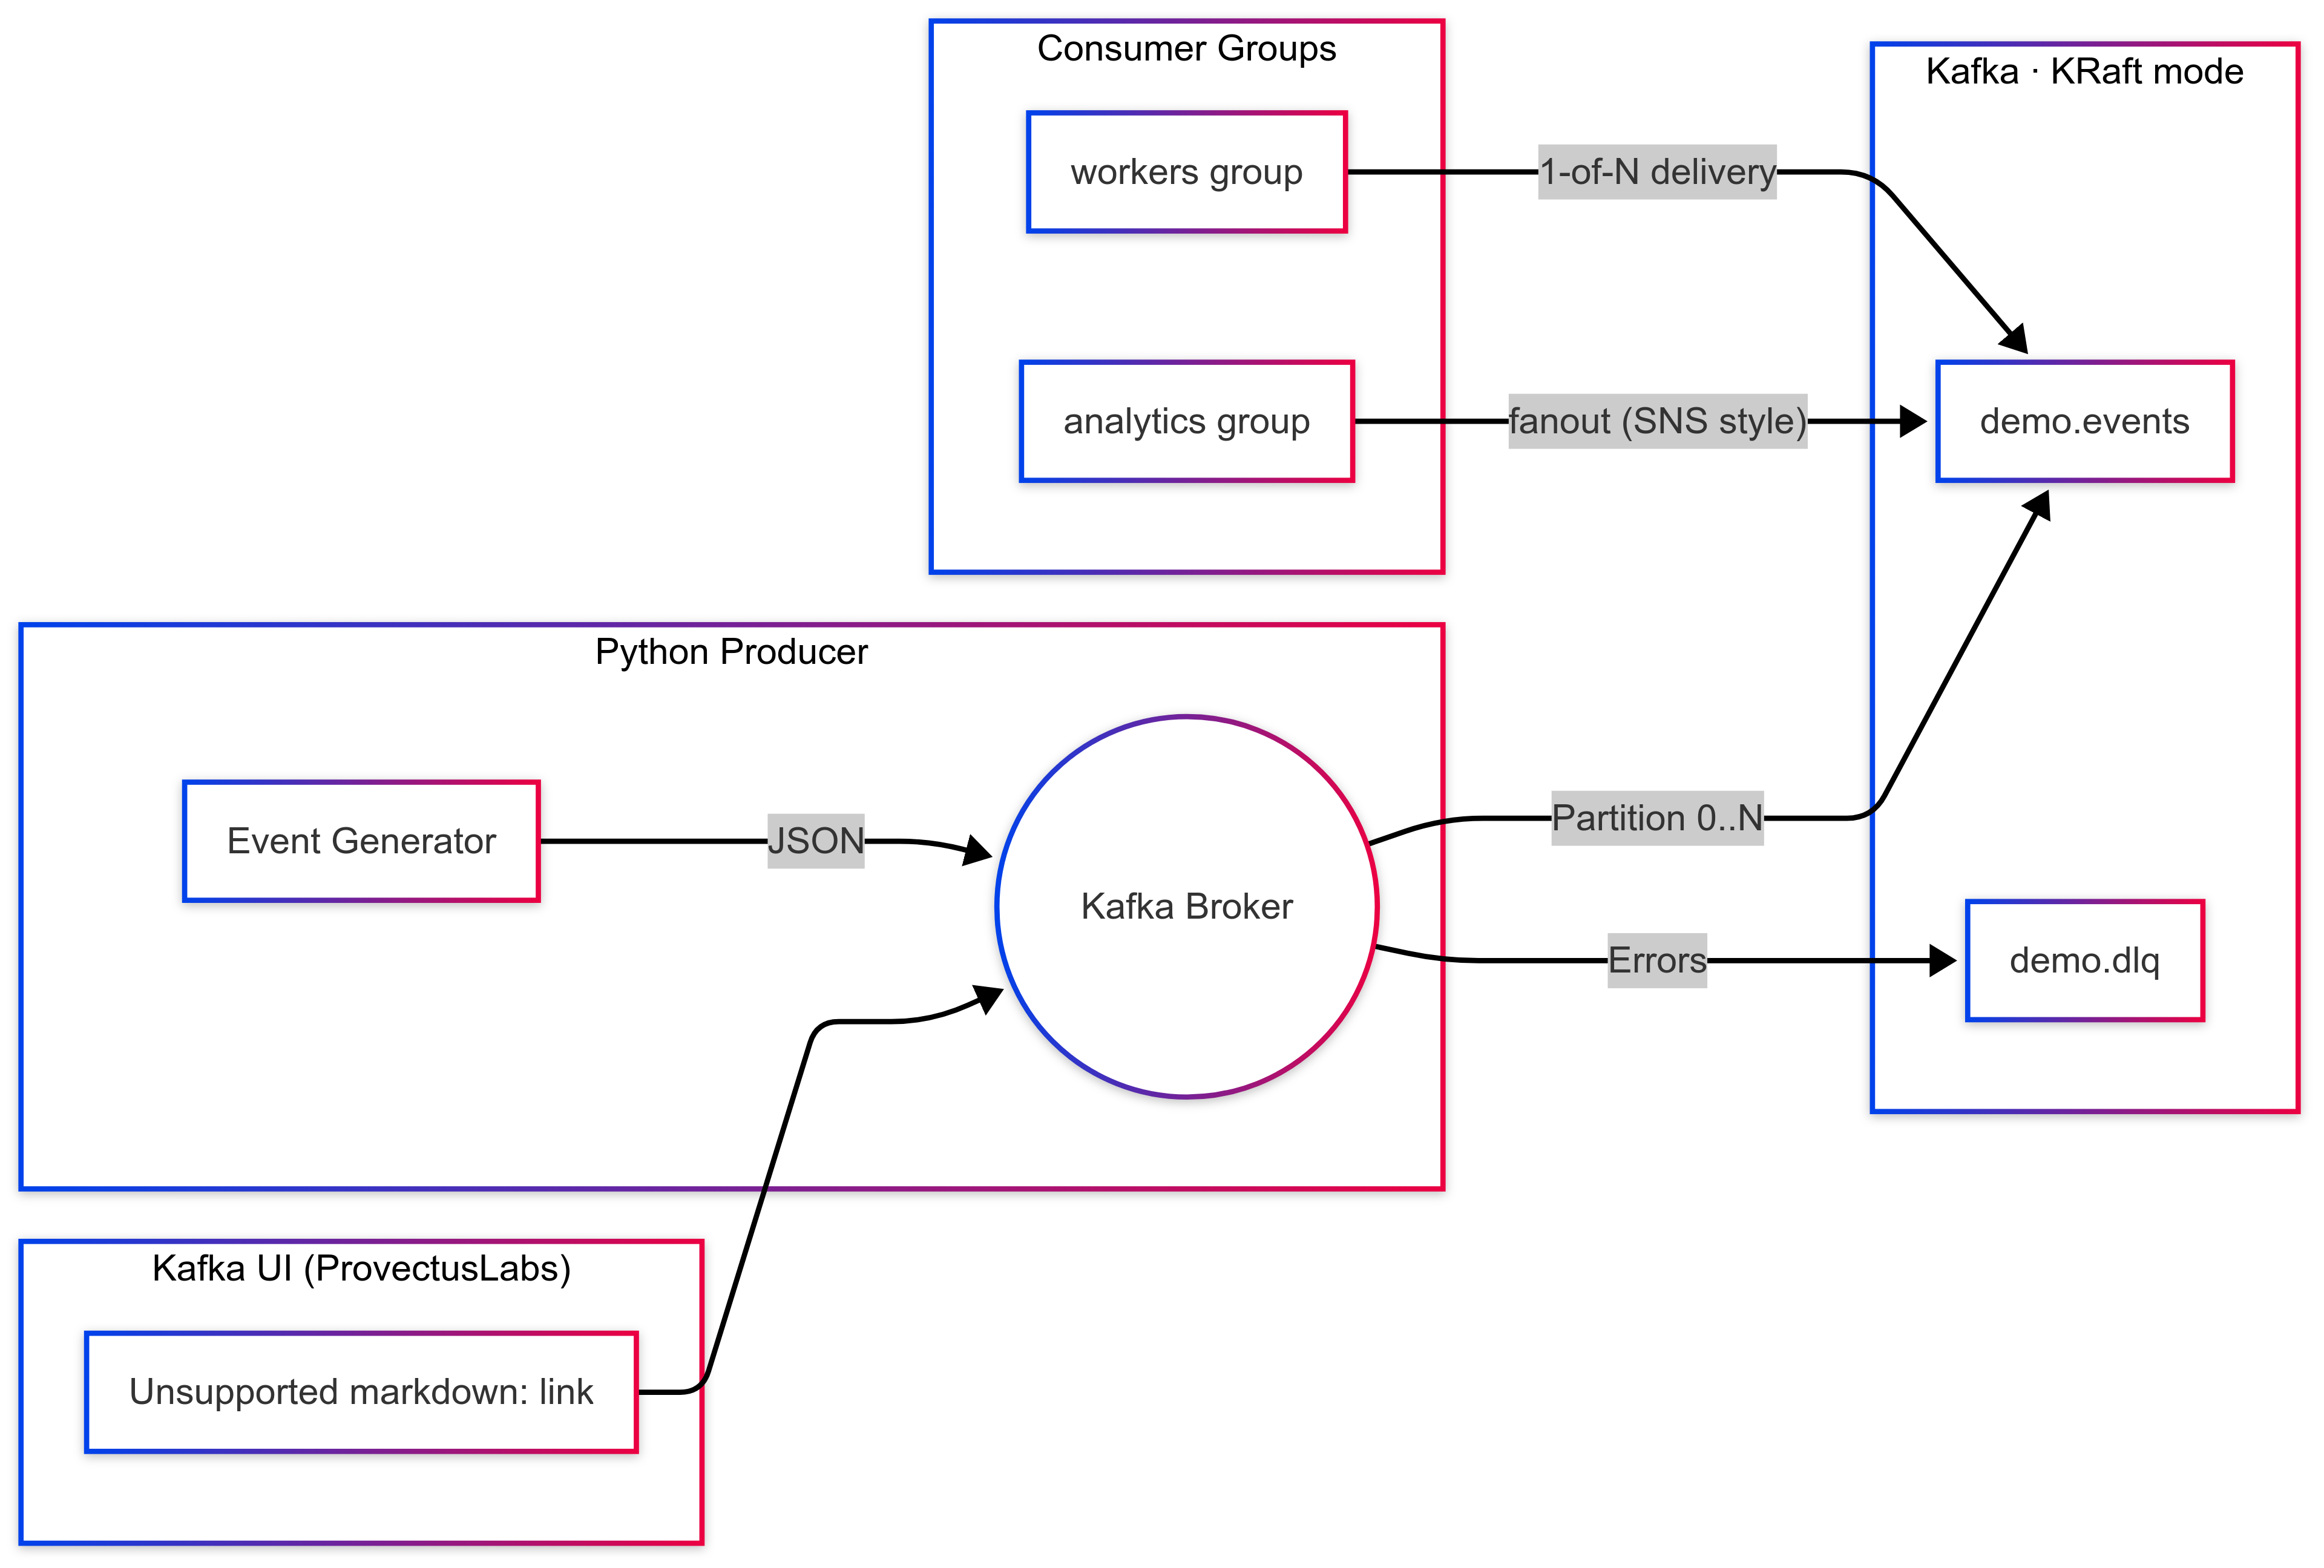 Consumer Groups
workers group
1-of-N delivery
analytics group
fanout (SNS style)
Kafka · KRaft mode
demo.events
demo.dlq
Python Producer
Event Generator
JSON
Kafka Broker
Partition 0..N
Errors
Kafka UI (ProvectusLabs)
Unsupported markdown: link